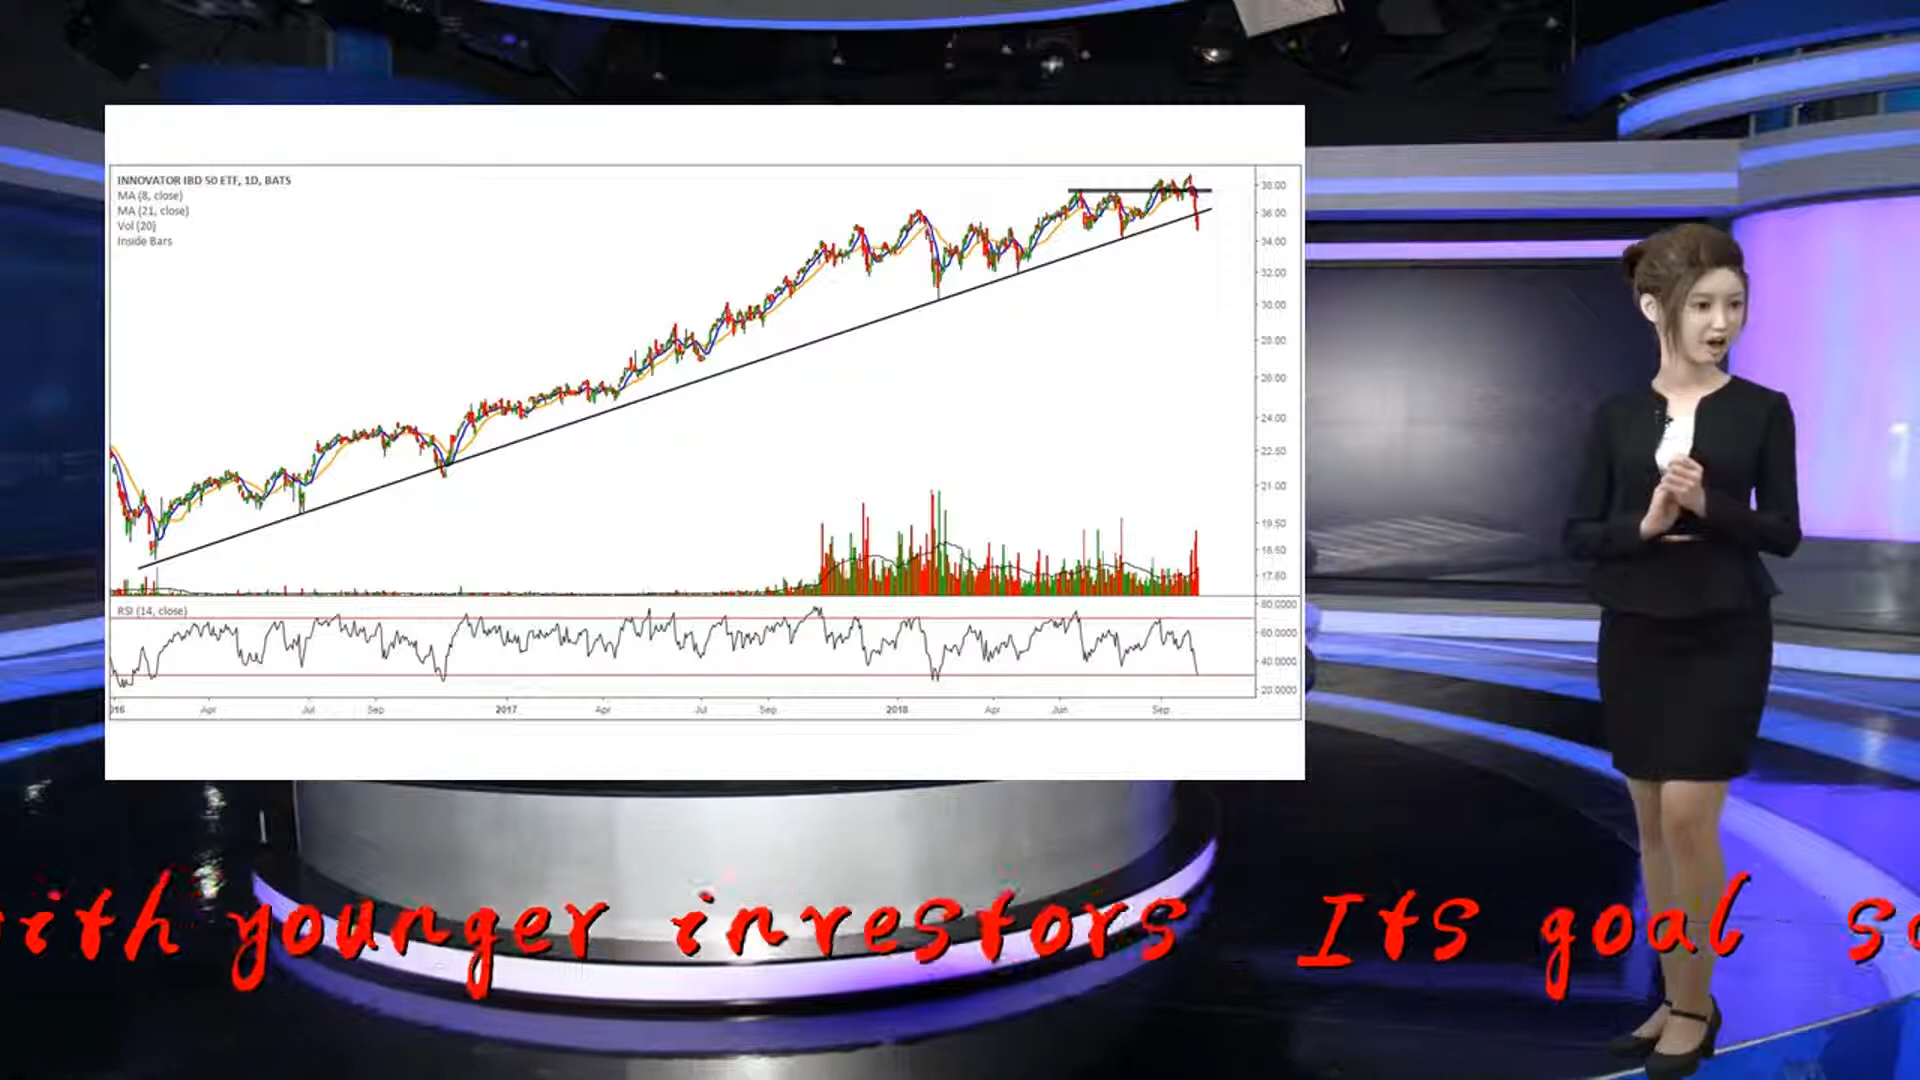 INNOVATOR IBD 50 ETF, 1D, BATS
MA (8, close)
MA (21, close)
Vol (20)
Inside Bars
38.00
36.00
34.00
32.00
30.00
28.00
26.00
24.00
22.50
21.00
19.50
18.50
17.60
RSI (14, close)
80.0000
60.0000
40.0000
20.0000
016 Apr Jul Sep 2017 Apr Jul Sep 2018 Apr Jun Sep
ith younger investors Its goal